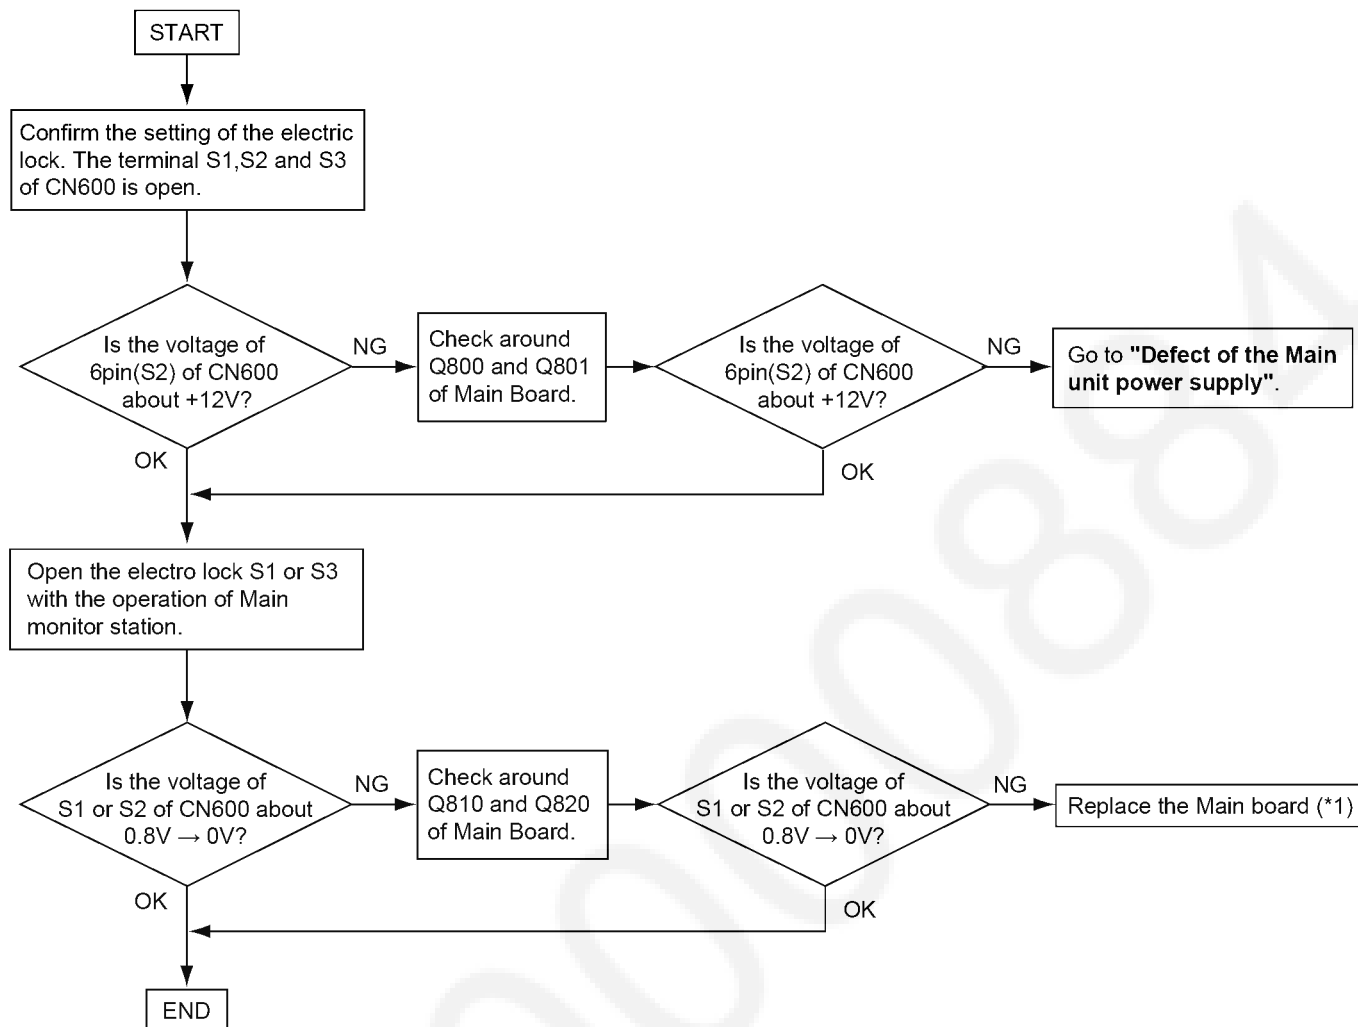 START
Confirm the setting of the electric
lock. The terminal S1,S2 and S3
of CN600 is open.
Is the voltage of
6pin(S2) of CN600
about +12V?
NG
Check around
Q800 and Q801
of Main Board.
Is the voltage of
6pin(S2) of CN600
about +12V?
NG
Go to "Defect of the Main
unit power supply".
OK
OK
Open the electro lock S1 or S3
with the operation of Main
monitor station.
Is the voltage of
S1 or S2 of CN600 about
0.8V → 0V?
NG
Check around
Q810 and Q820
of Main Board.
Is the voltage of
S1 or S2 of CN600 about
0.8V → 0V?
NG
Replace the Main board (*1)
OK
OK
END